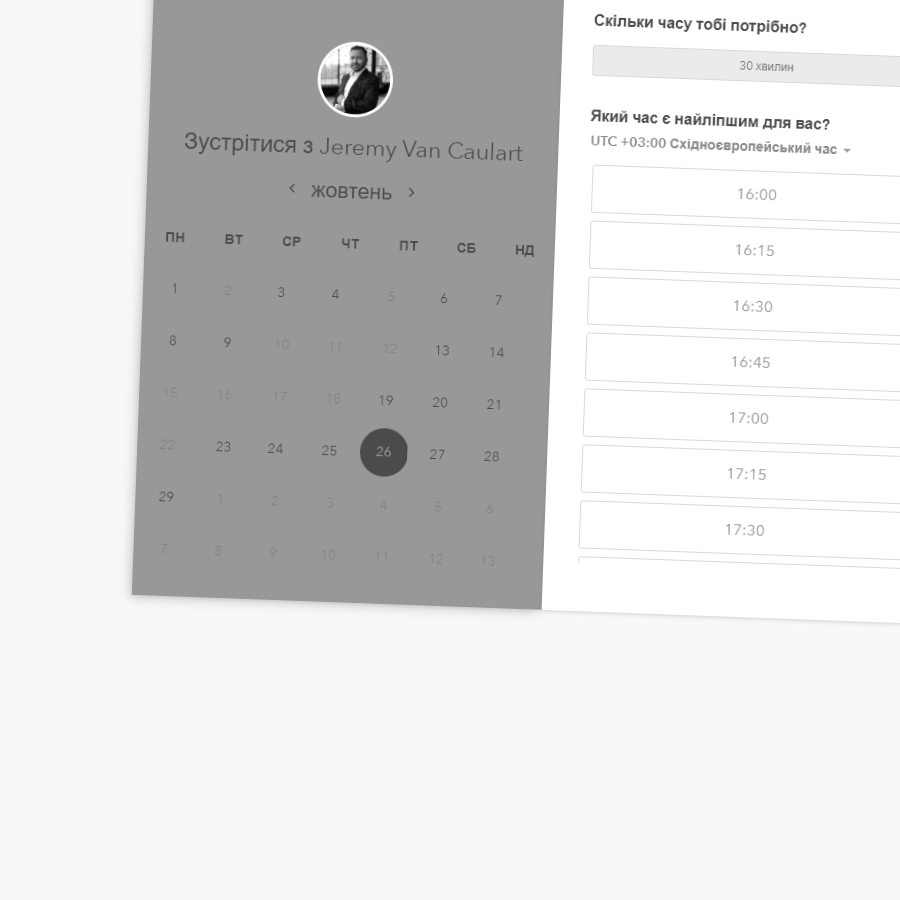 Зустрітися з Jeremy Van Caulart
жовтень
ПН ВТ СР ЧТ ПТ СБ НД
1 2 3 4 5 6 7
8 9 10 11 12 13 14
15 16 17 18 19 20 21
22 23 24 25 26 27 28
29 1 2 3 4 5 6
7 8 9 10 11 12 13
Скільки часу тобі потрібно?
30 хвилин
Який час є найліпшим для вас?
UTC +03:00 Східноєвропейський час
16:00
16:15
16:30
16:45
17:00
17:15
17:30